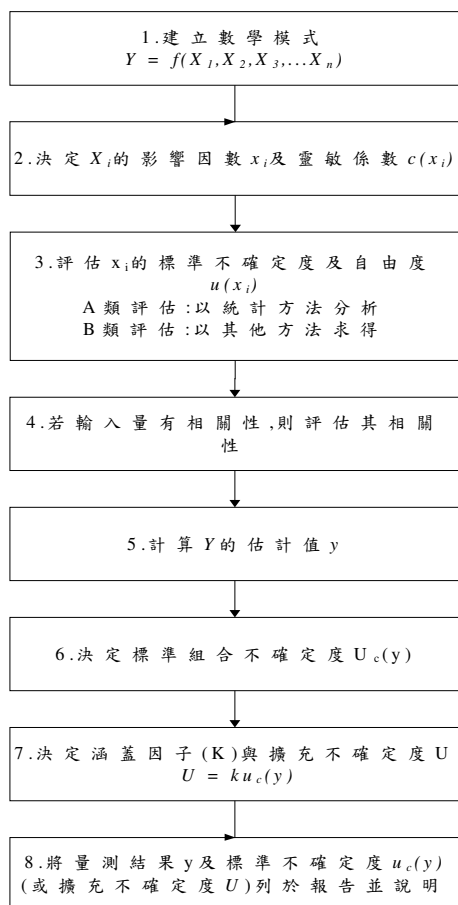 1.建立數學模式
Y = f(X1,X2,X3,...Xn)
2.決定Xi的影響因數xi及靈敏係數c(xi)
3.評估xi的標準不確定度及自由度
u(xi)
A類評估:以統計方法分析
B類評估:以其他方法求得
4.若輸入量有相關性,則評估其相關
性
5.計算Y的估計值y
6.決定標準組合不確定度Uc(y)
7.決定涵蓋因子(K)與擴充不確定度U
U = kuc(y)
8.將量測結果y及標準不確定度uc(y)
(或擴充不確定度U)列於報告並說明